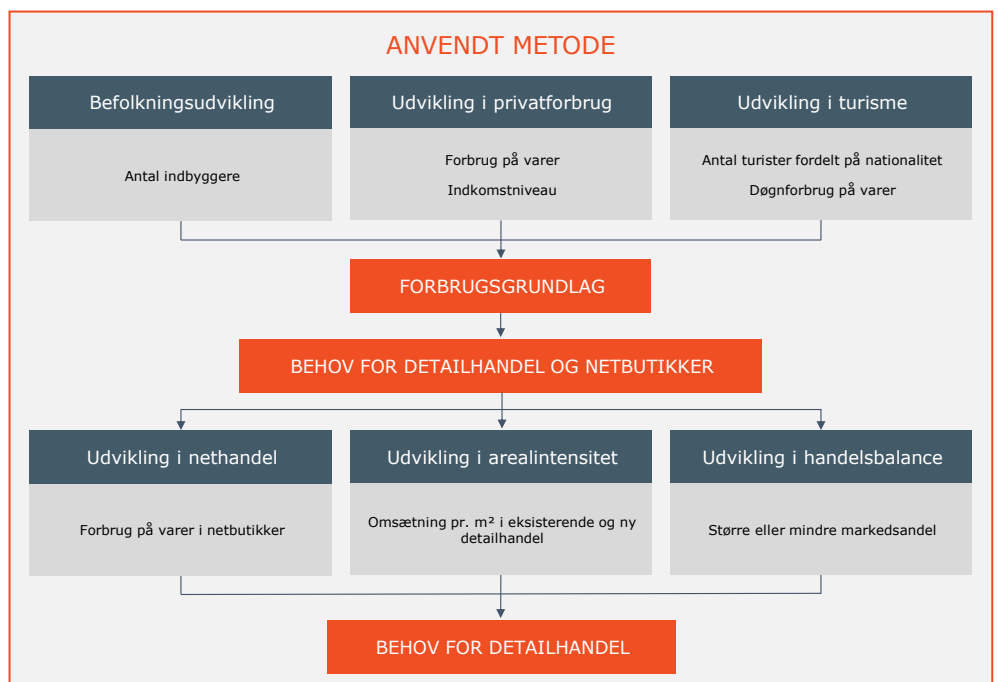 ANVENDT METODE
Befolkningsudvikling
Antal indbyggere
Udvikling i privatforbrug
Forbrug på varer
Indkomstniveau
Udvikling i turisme
Antal turister fordelt på nationalitet
Døgnforbrug på varer
FORBRUGSGRUNDLAG
BEHOV FOR DETAILHANDEL OG NETBUTIKKER
Udvikling i nethandel
Forbrug på varer i netbutikker
Udvikling i arealintensitet
Omsætning pr. m² i eksisterende og ny
detailhandel
Udvikling i handelsbalance
Større eller mindre markedsandel
BEHOV FOR DETAILHANDEL